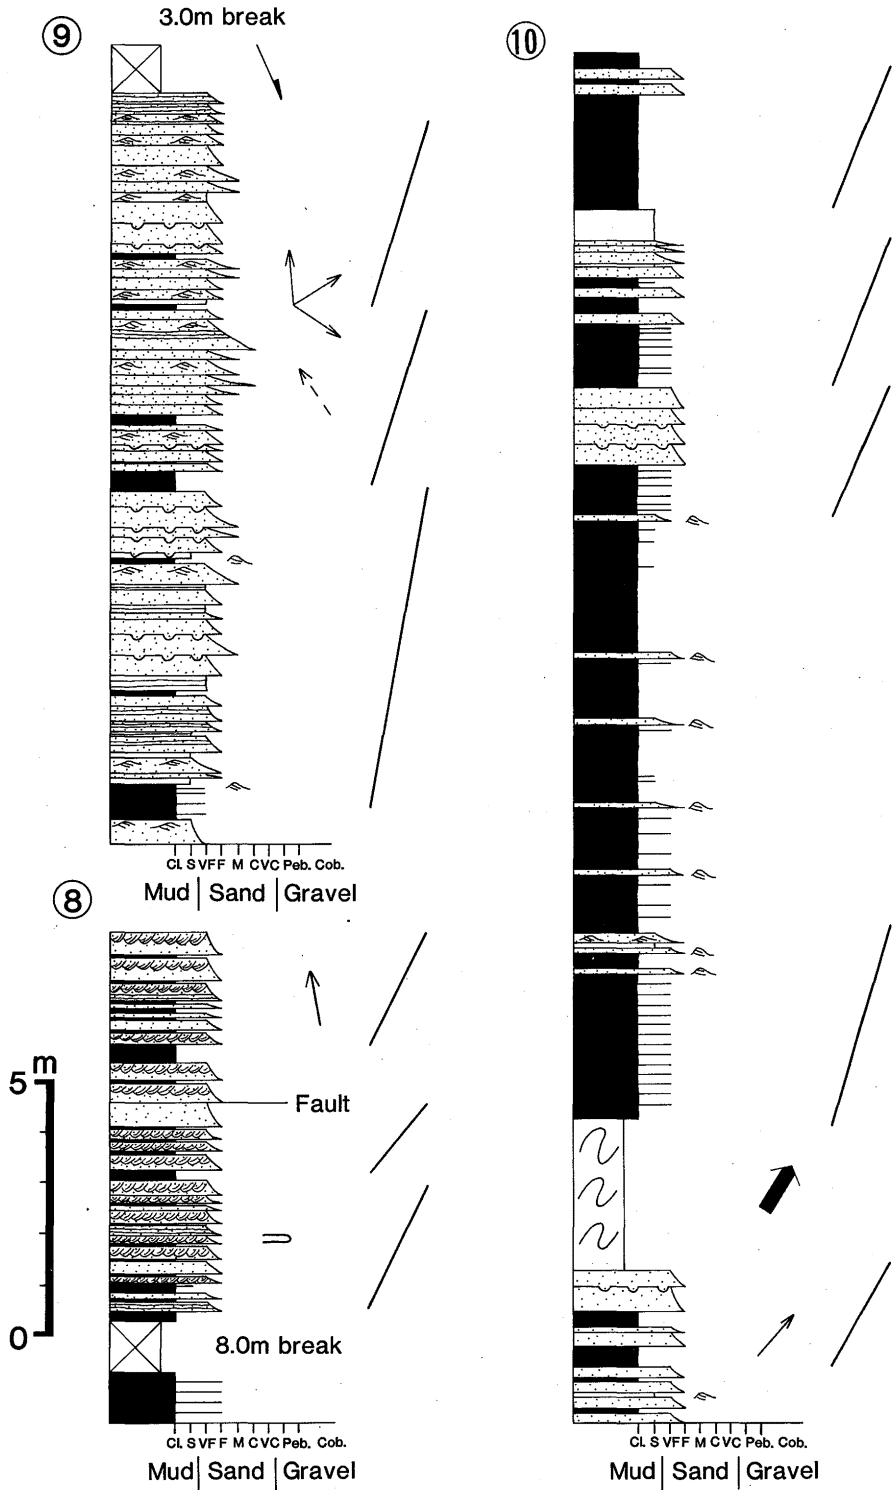 ⑨
3.0m break
Cl. S VF F M C VC Peb. Cob.
Mud | Sand | Gravel
⑧
Fault
8.0m break
5 m
0
Cl. S VF F M C VC Peb. Cob.
Mud | Sand | Gravel
⑩
Cl. S VF F M C VC Peb. Cob.
Mud | Sand | Gravel